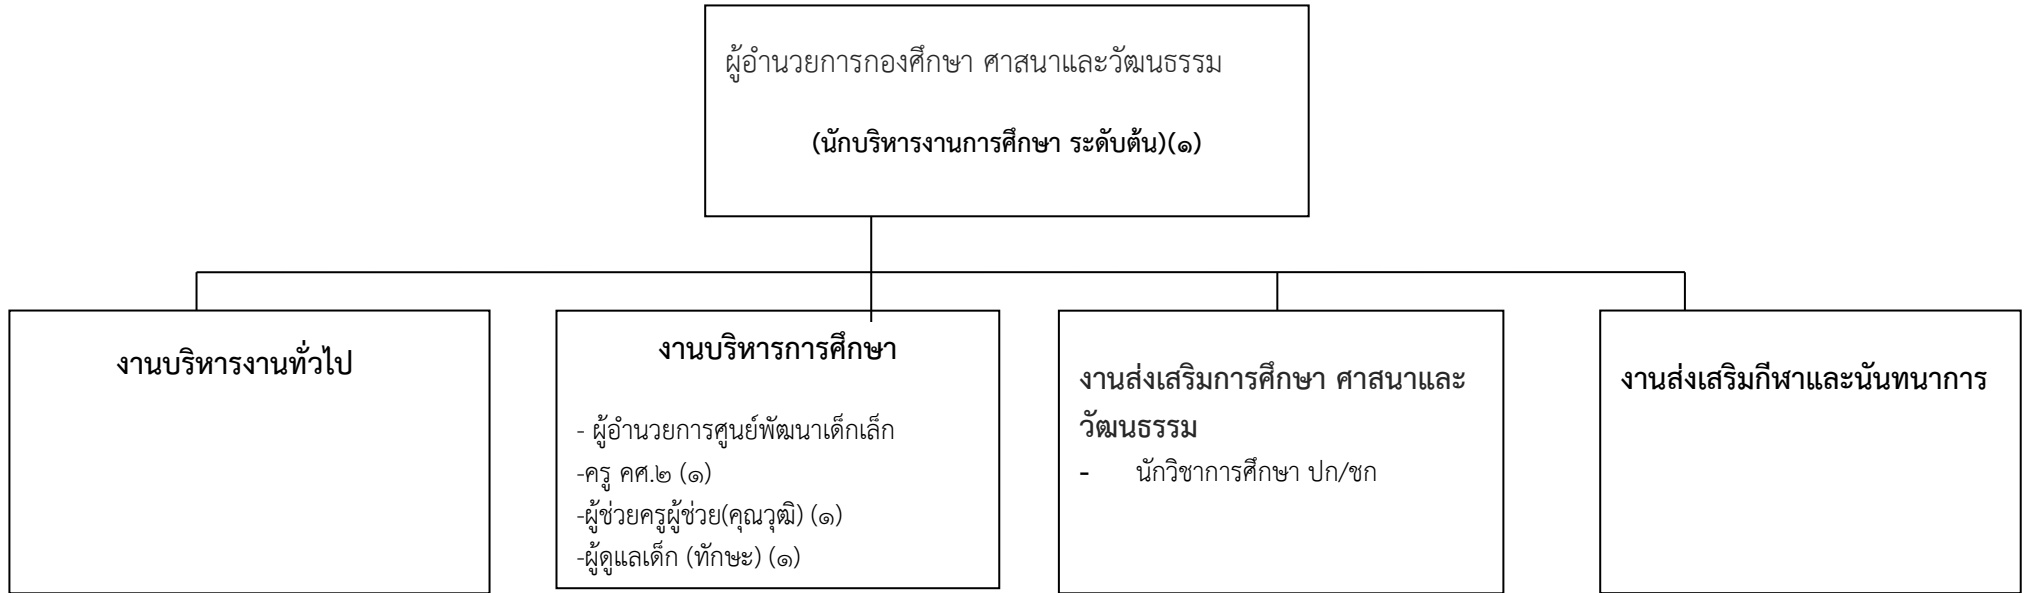 ผู้อำนวยการกองศึกษา ศาสนาและวัฒนธรรม
(นักบริหารงานการศึกษา ระดับต้น)(๑)
งานบริหารงานทั่วไป
งานบริหารการศึกษา
- ผู้อำนวยการศูนย์พัฒนาเด็กเล็ก
-ครู คศ.๒ (๑)
-ผู้ช่วยครูผู้ช่วย(คุณวุฒิ) (๑)
-ผู้ดูแลเด็ก (ทักษะ) (๑)
งานส่งเสริมการศึกษา ศาสนาและ
วัฒนธรรม
- นักวิชาการศึกษา ปก/ชก
งานส่งเสริมกีฬาและนันทนาการ